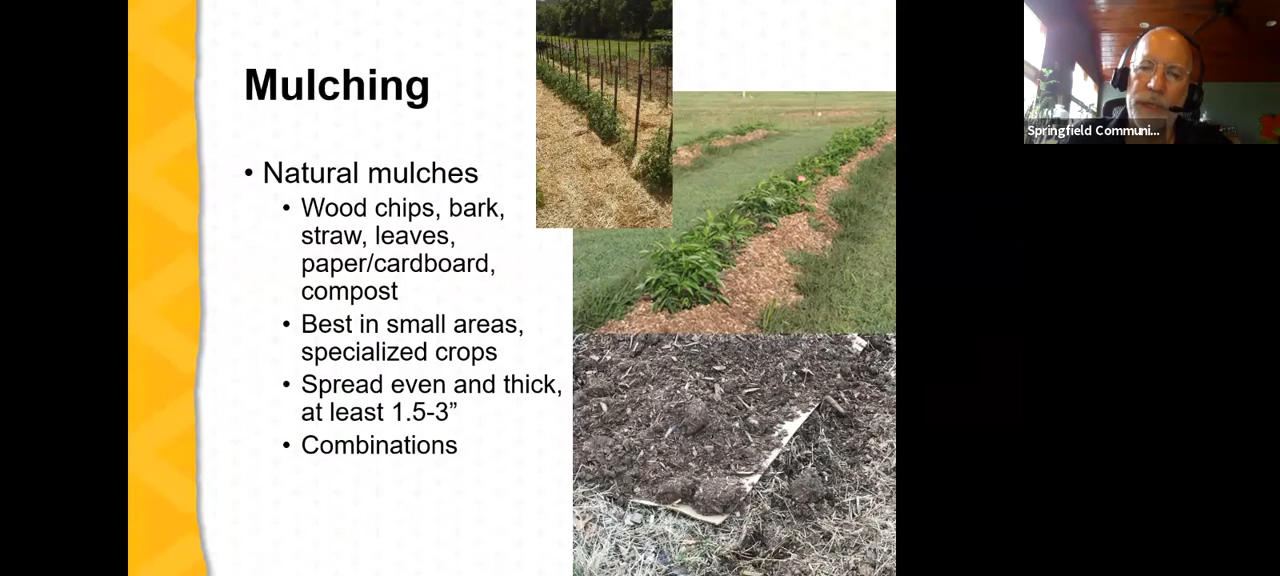 Mulching
• Natural mulches
• Wood chips, bark,
straw, leaves,
paper/cardboard,
compost
• Best in small areas,
specialized crops
• Spread even and thick,
at least 1.5-3”
• Combinations
Springfield Communi...